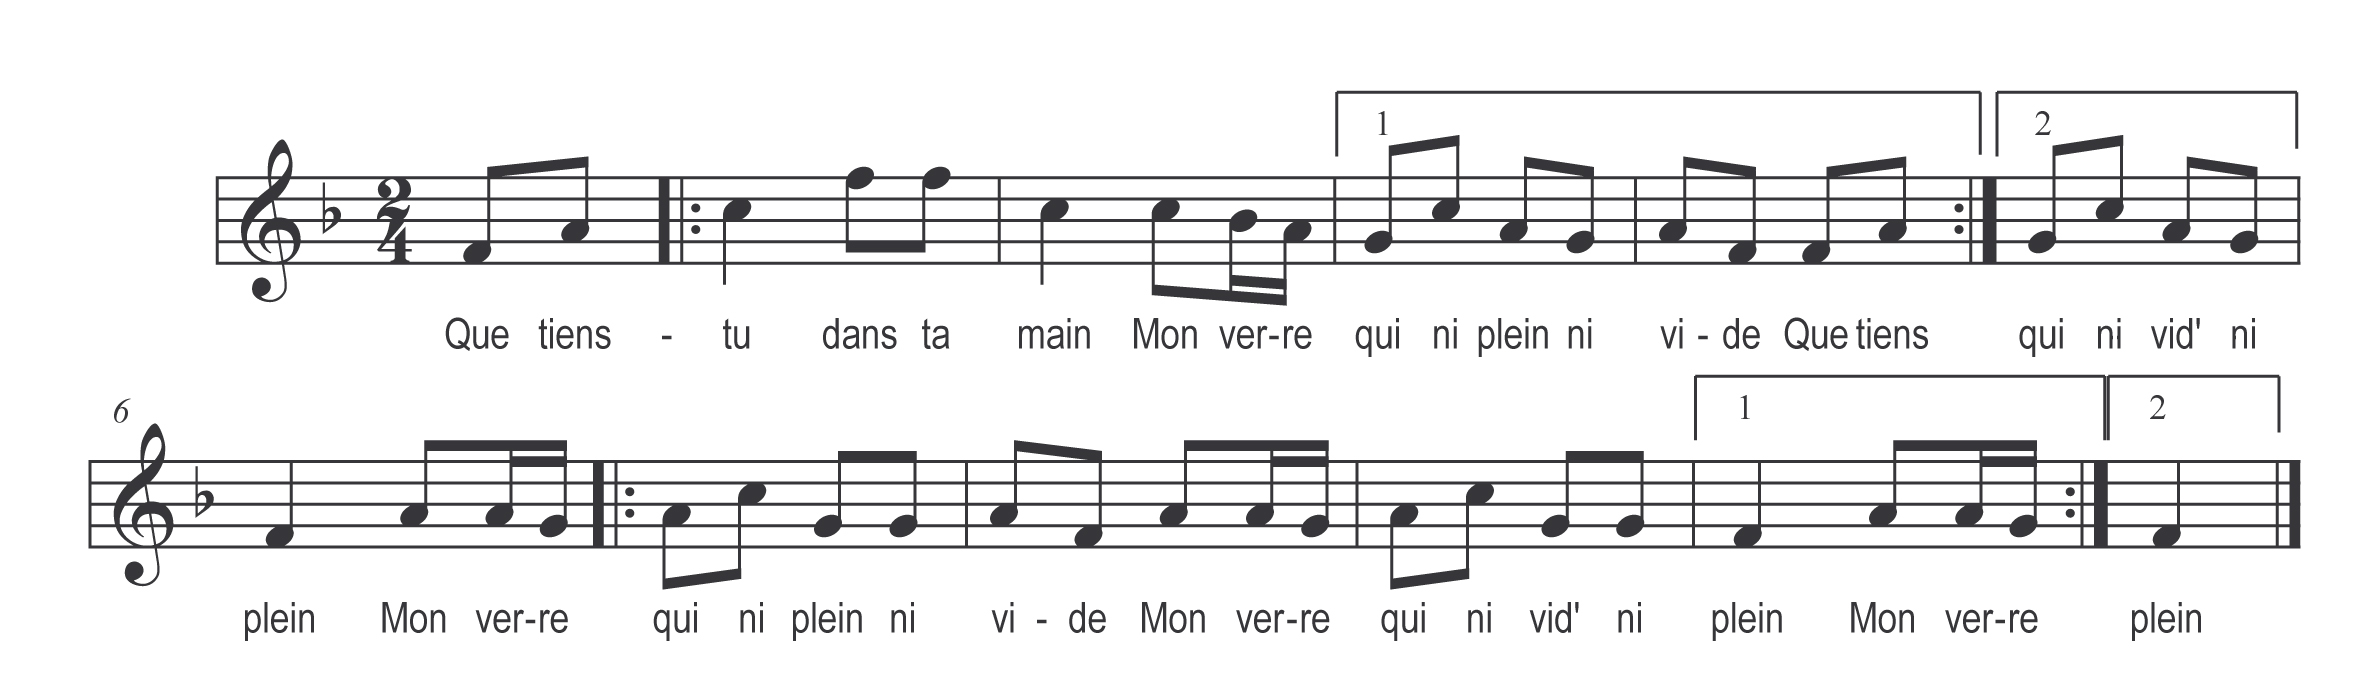 1 2
2 4
Que tiens - tu dans ta main Mon ver-re qui ni plein ni vi - de Que tiens qui ni vid' ni
6 1 2
plein Mon ver-re qui ni plein ni vi - de Mon ver-re qui ni vid' ni plein Mon ver-re plein